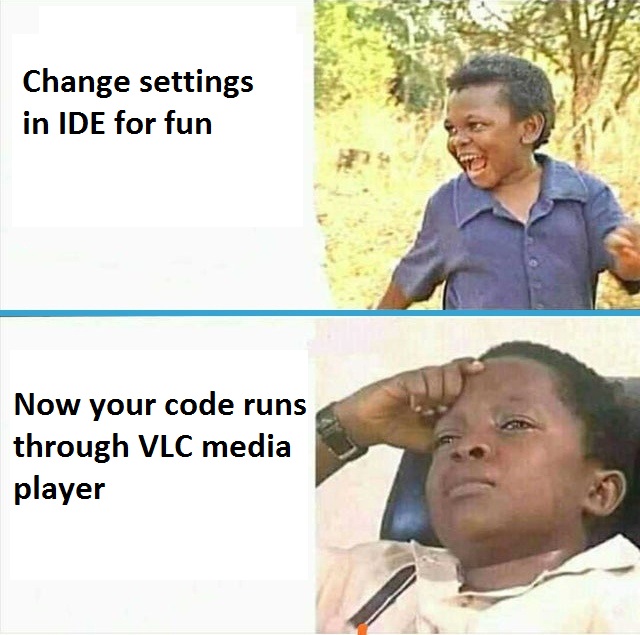 Change settings
in IDE for fun
Now your code runs
through VLC media
player